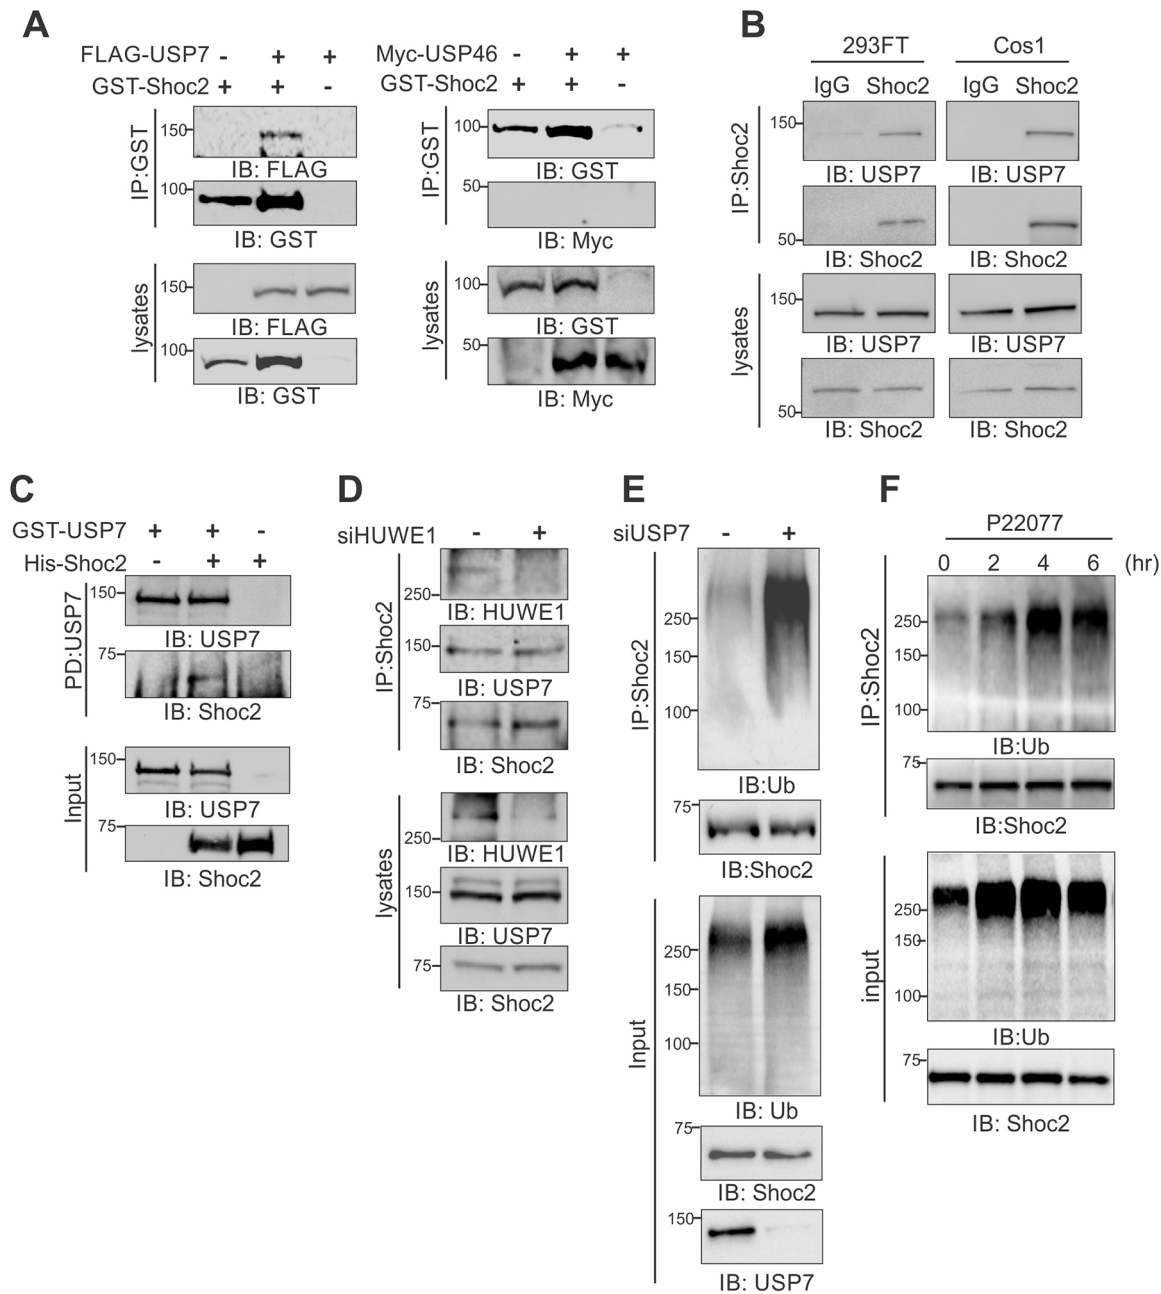 A
FLAG-USP7 - + +
GST-Shoc2 + + -
IP:GST
150
IB: FLAG
100
IB: GST
lysates
150
IB: FLAG
100
IB: GST
Myc-USP46 - + +
GST-Shoc2 + + -
IP:GST
100
IB: GST
50
IB: Myc
lysates
100
IB: GST
50
IB: Myc
B
293FT Cos1
IgG Shoc2 IgG Shoc2
IP:Shoc2
150
IB: USP7 IB: USP7
50
IB: Shoc2 IB: Shoc2
lysates
150
IB: USP7 IB: USP7
50
IB: Shoc2 IB: Shoc2
C
GST-USP7 + + -
His-Shoc2 - + +
PD:USP7
150
IB: USP7
75
IB: Shoc2
Input
150
IB: USP7
75
IB: Shoc2
D
siHUWE1 - +
IP:Shoc2
250
IB: HUWE1
150
IB: USP7
75
IB: Shoc2
lysates
250
IB: HUWE1
150
IB: USP7
75
IB: Shoc2
E
siUSP7 - +
IP:Shoc2
250
150
100
IB:Ub
75
IB:Shoc2
Input
250
150
100
IB: Ub
75
IB: Shoc2
150
IB: USP7
F
P22077
0 2 4 6 (hr)
IP:Shoc2
250
150
100
IB:Ub
75
IB:Shoc2
input
250
150
100
IB:Ub
75
IB: Shoc2